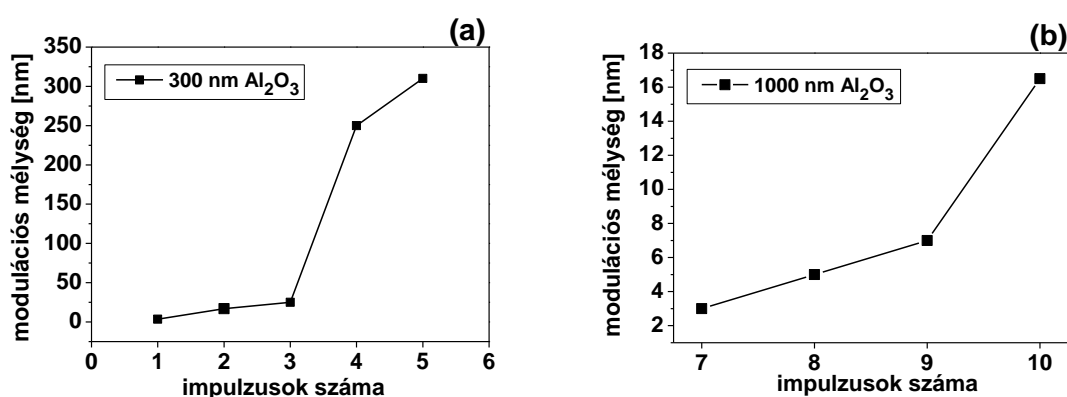 (a)
350
300
250
200
150
100
50
0
modulációs mélység [nm]
300 nm Al₂O₃
0 1 2 3 4 5 6
impulzusok száma
(b)
18
16
14
12
10
8
6
4
2
modulációs mélység [nm]
1000 nm Al₂O₃
7 8 9 10
impulzusok száma